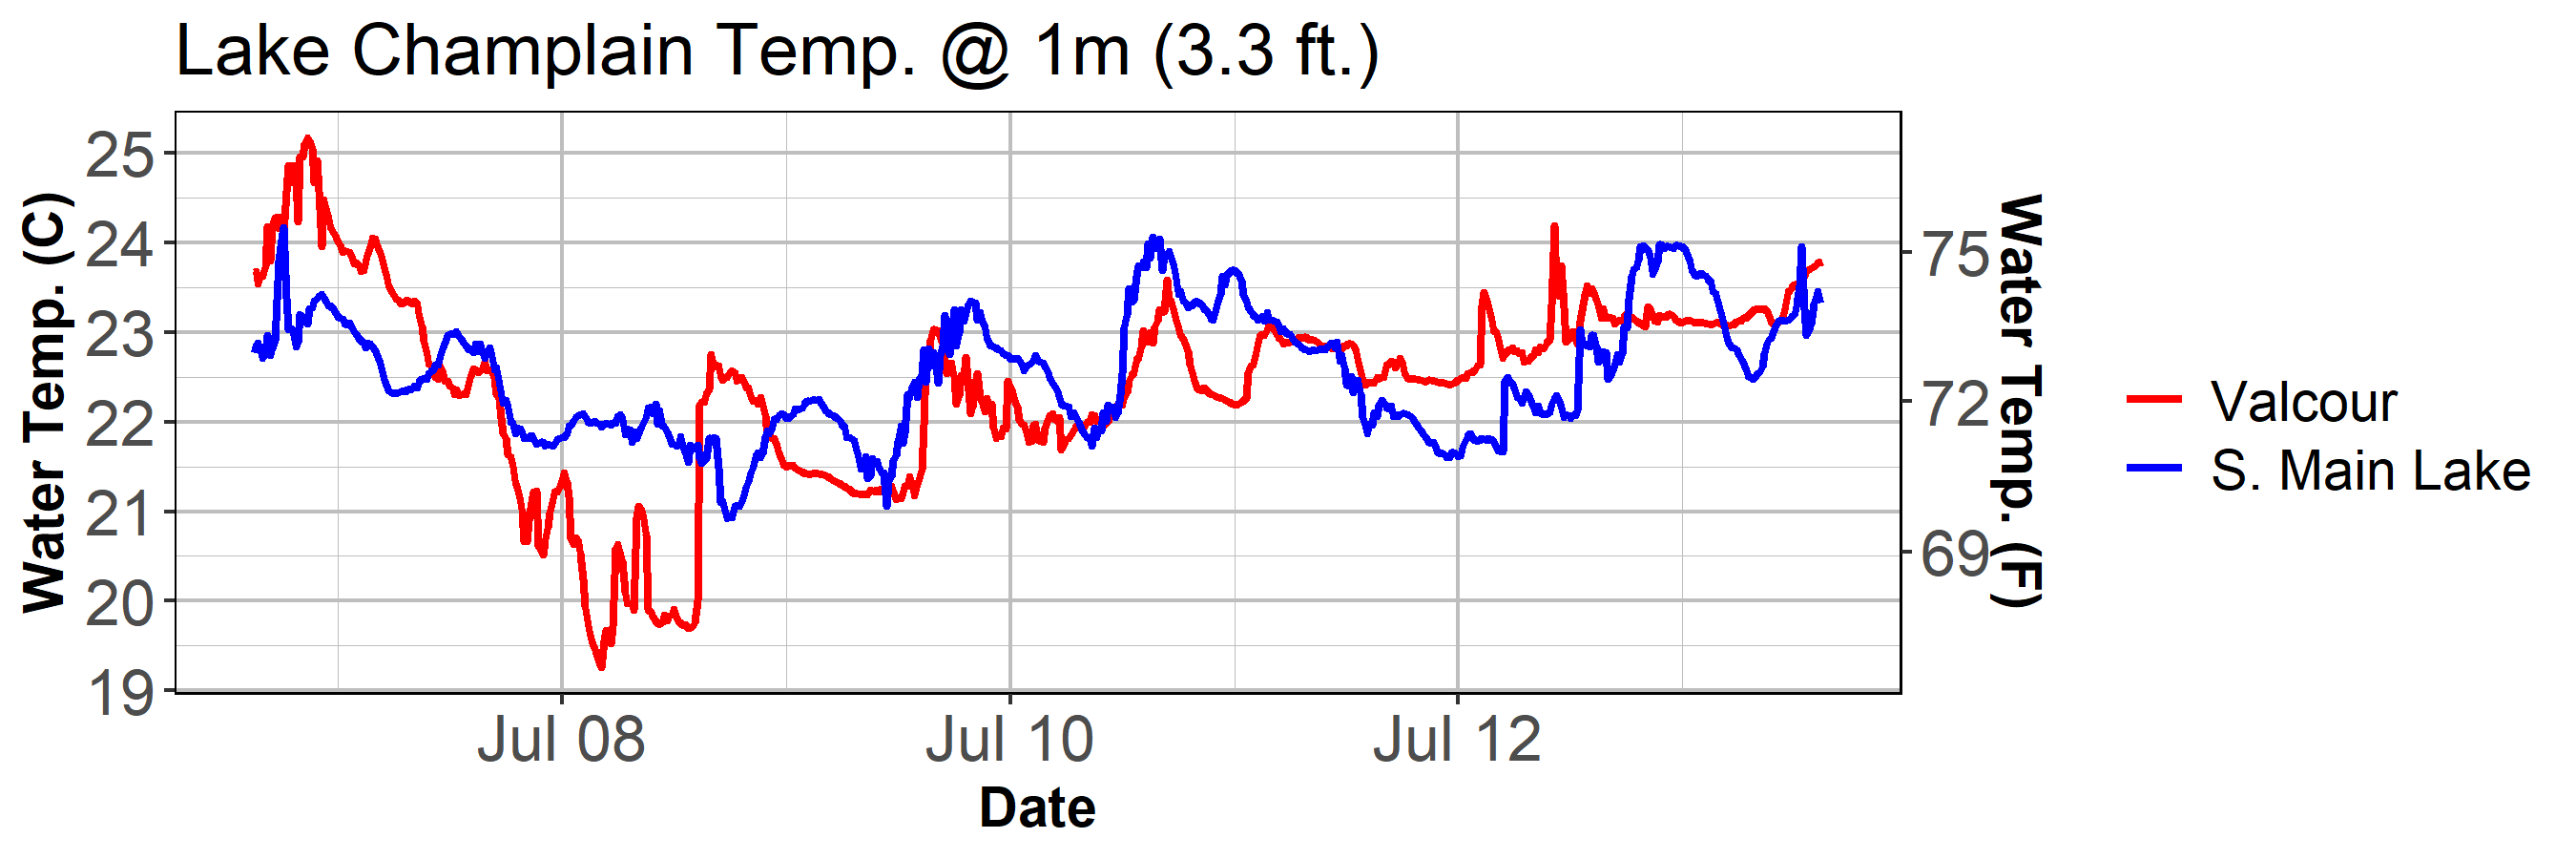 Lake Champlain Temp. @ 1m (3.3 ft.)
Water Temp. (C)
25
24
23
22
21
20
19
75
72
69
Water Temp. (F)
Jul 08
Jul 10
Jul 12
Date
Valcour
S. Main Lake